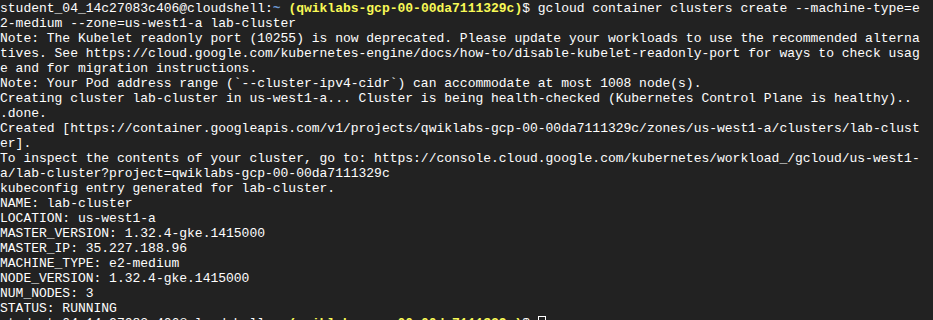 student_04_14c27083c406@cloudshell:~ (qwiklabs-gcp-00-00da7111329c)$ gcloud container clusters create --machine-type=e
2-medium --zone=us-west1-a lab-cluster
Note: The Kubelet readonly port (10255) is now deprecated. Please update your workloads to use the recommended alterna
tives. See https://cloud.google.com/kubernetes-engine/docs/how-to/disable-kubelet-readonly-port for ways to check usag
e and for migration instructions.
Note: Your Pod address range (`--cluster-ipv4-cidr`) can accommodate at most 1008 node(s).
Creating cluster lab-cluster in us-west1-a... Cluster is being health-checked (Kubernetes Control Plane is healthy)..
.done.
Created [https://container.googleapis.com/v1/projects/qwiklabs-gcp-00-00da7111329c/zones/us-west1-a/clusters/lab-clust
er].
To inspect the contents of your cluster, go to: https://console.cloud.google.com/kubernetes/workload_/gcloud/us-west1-
a/lab-cluster?project=qwiklabs-gcp-00-00da7111329c
kubeconfig entry generated for lab-cluster.
NAME: lab-cluster
LOCATION: us-west1-a
MASTER_VERSION: 1.32.4-gke.1415000
MASTER_IP: 35.227.188.96
MACHINE_TYPE: e2-medium
NODE_VERSION: 1.32.4-gke.1415000
NUM_NODES: 3
STATUS: RUNNING